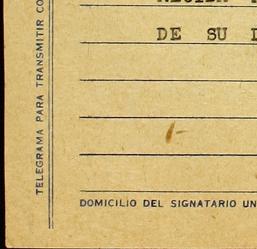 DE SU
DOMICILIO DEL SIGNATARIO UN
TELEGRAMA PARA TRANSMITIR CO